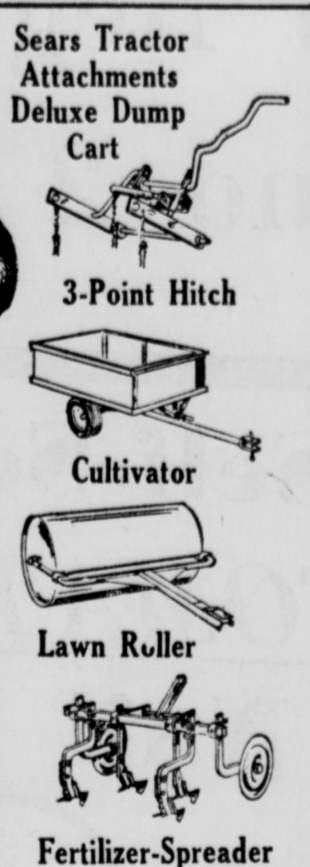 Sears Tractor
Attachments
Deluxe Dump
Cart
3-Point Hitch
Cultivator
Lawn Roller
Fertilizer-Spreader